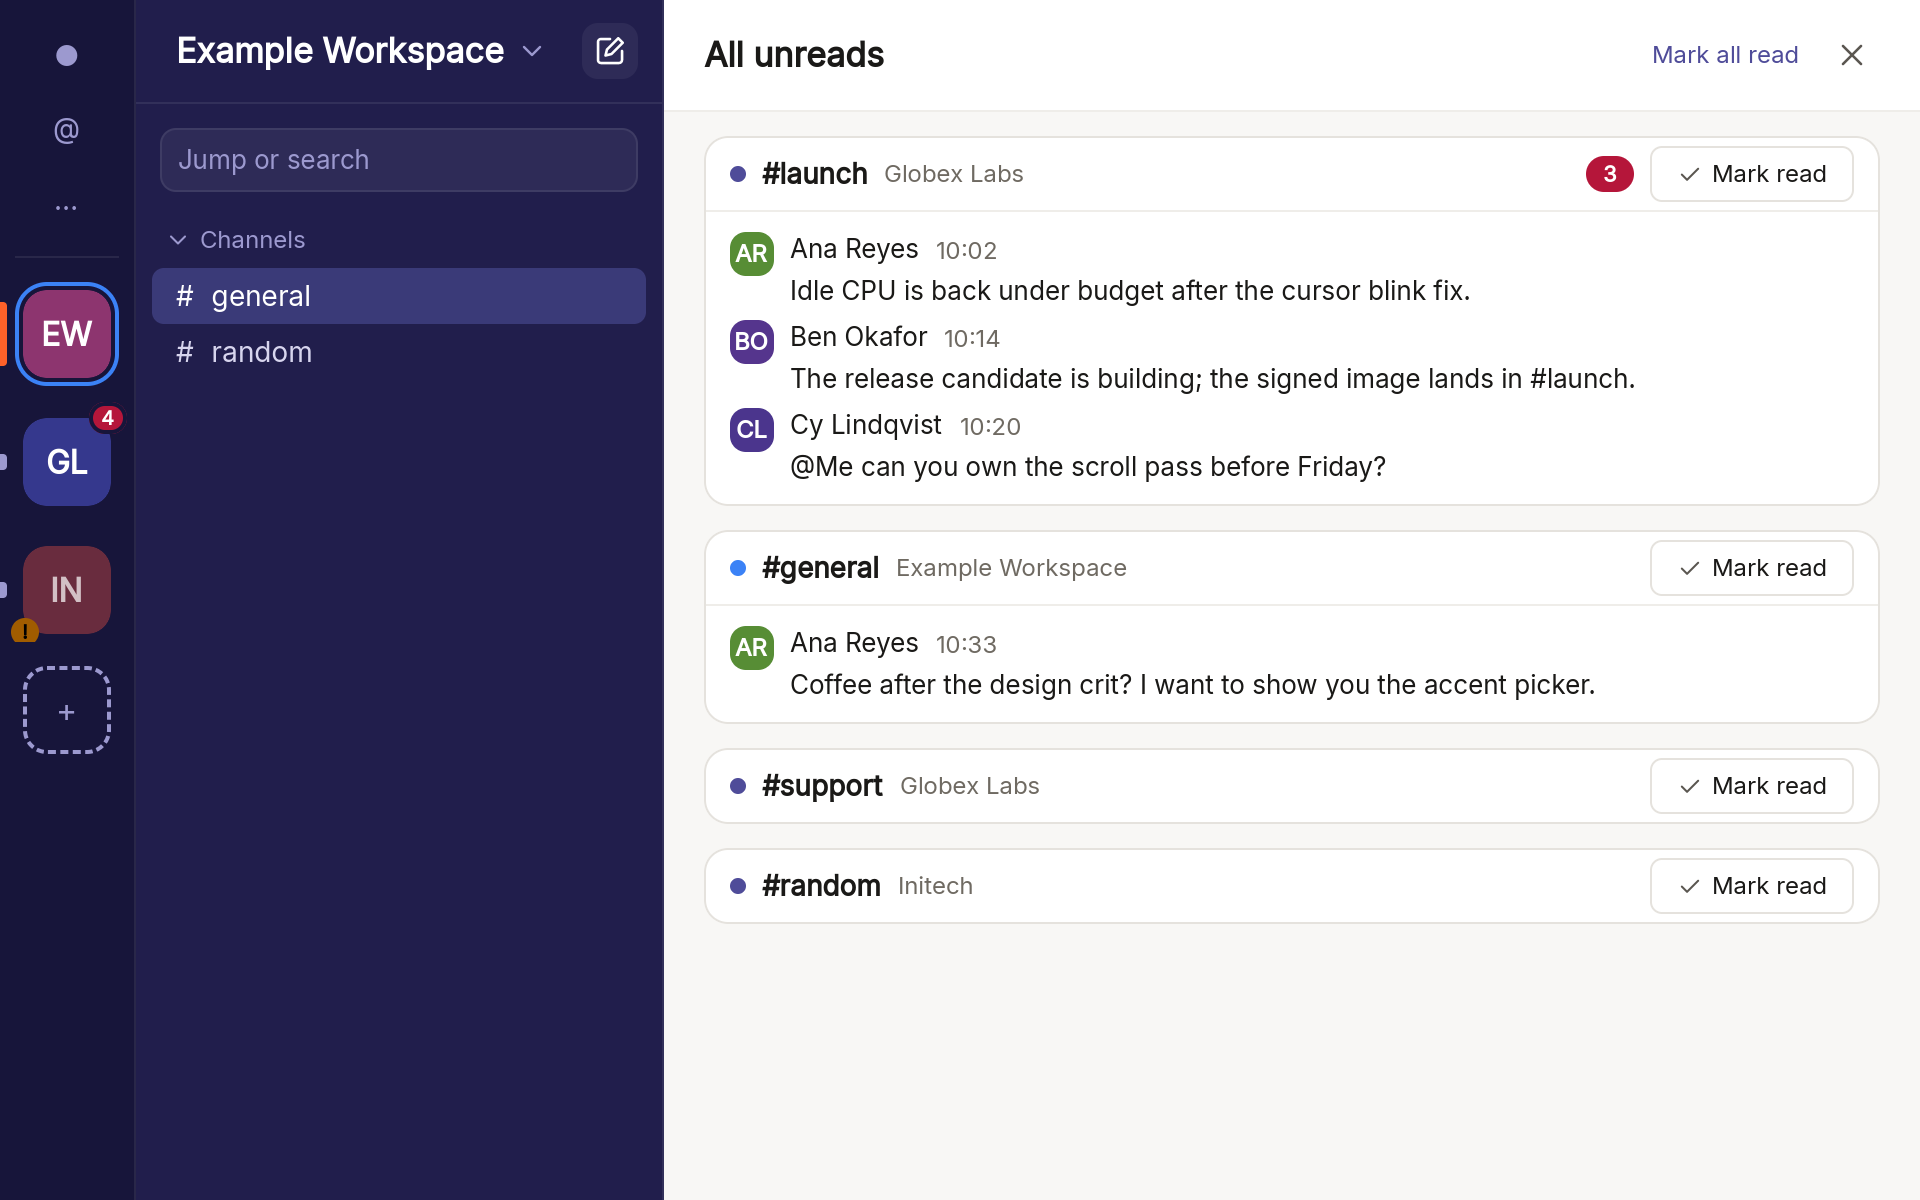 @
...
EW
4
GL
IN
!
+
Example Workspace
Jump or search
Channels
# general
# random
All unreads
Mark all read
#launch Globex Labs 3 Mark read
AR Ana Reyes 10:02
Idle CPU is back under budget after the cursor blink fix.
BO Ben Okafor 10:14
The release candidate is building; the signed image lands in #launch.
CL Cy Lindqvist 10:20
@Me can you own the scroll pass before Friday?
#general Example Workspace Mark read
AR Ana Reyes 10:33
Coffee after the design crit? I want to show you the accent picker.
#support Globex Labs Mark read
#random Initech Mark read